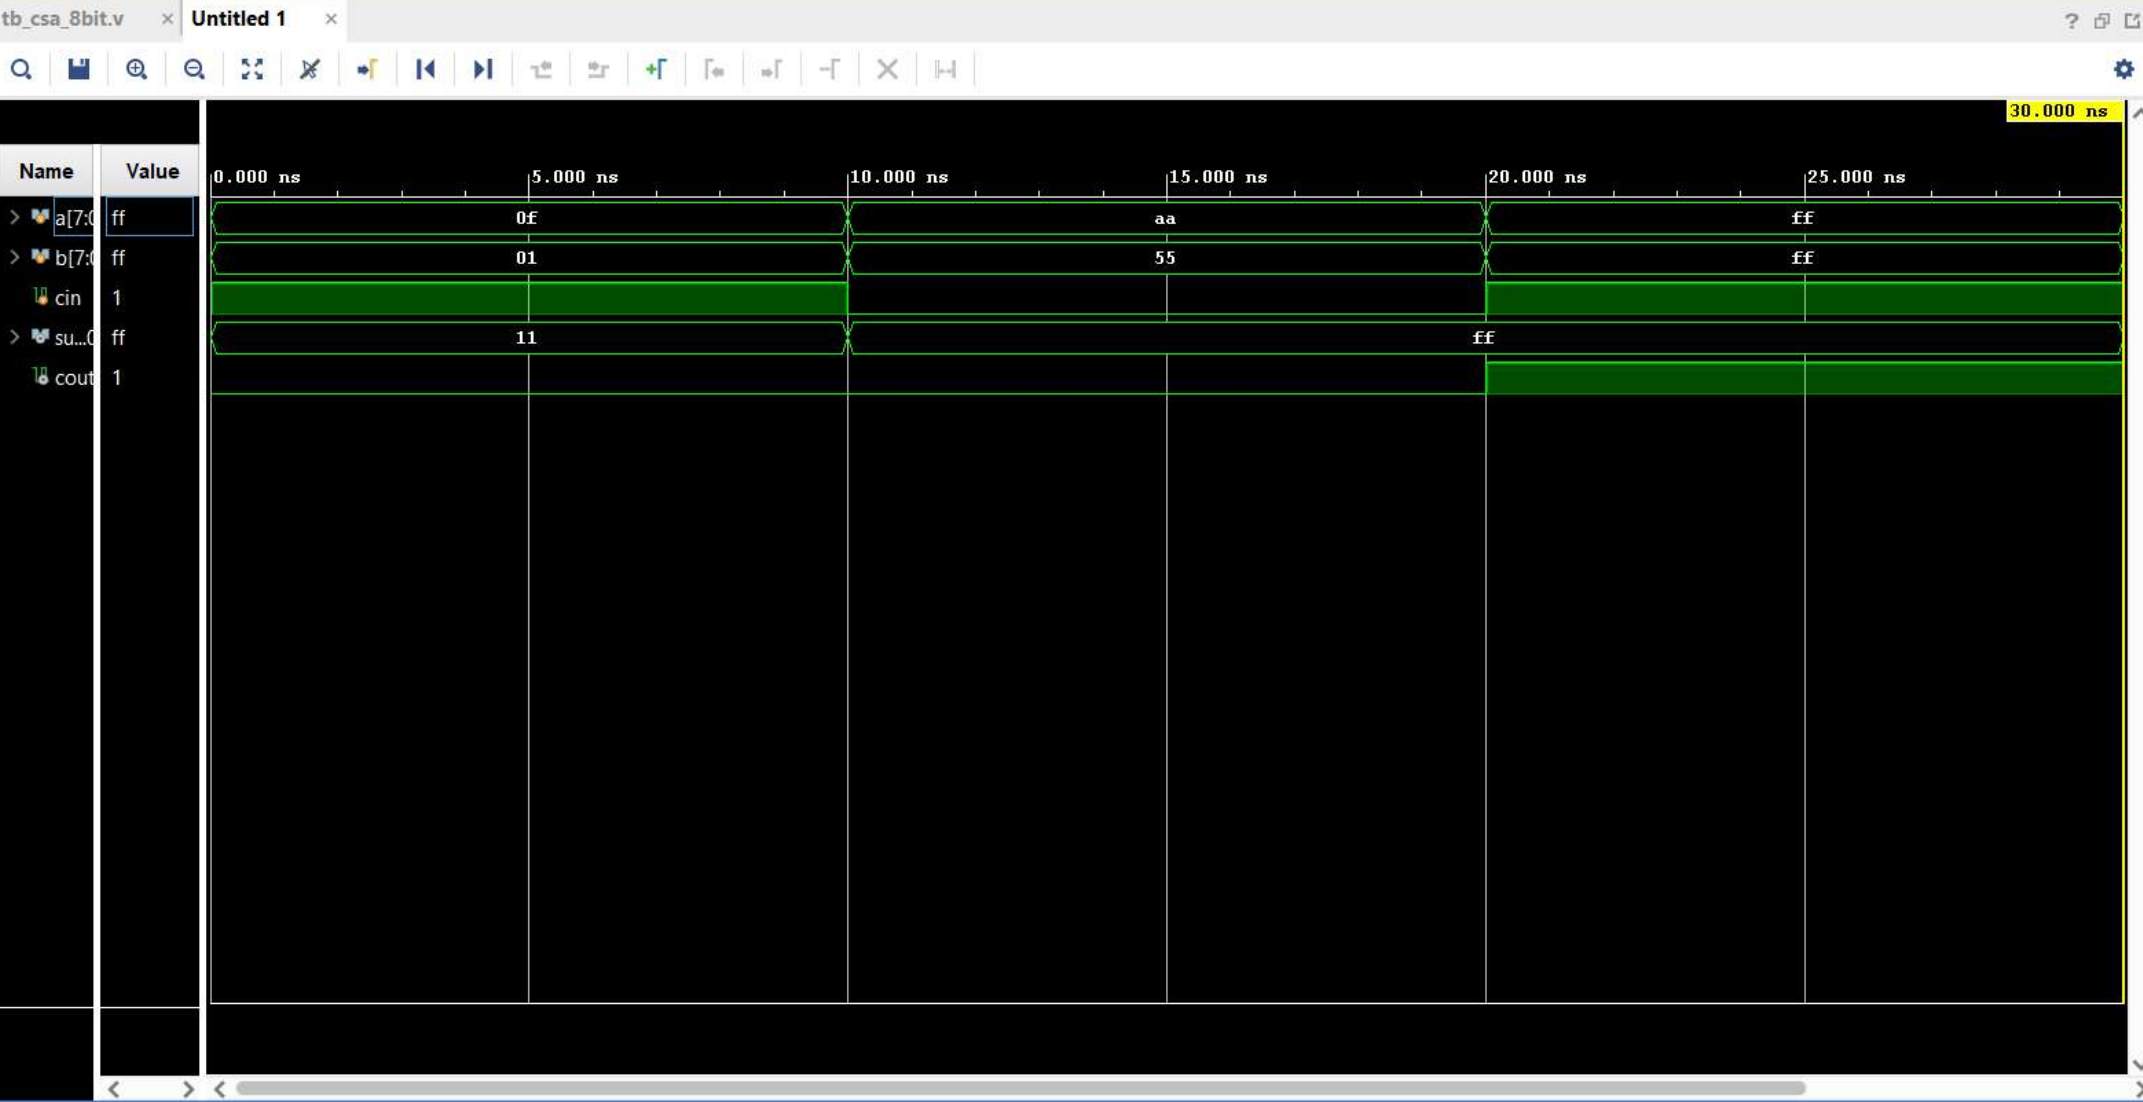 tb_csa_8bit.v × Untitled 1 ×
?
30.000 ns
Name Value 0.000 ns 5.000 ns 10.000 ns 15.000 ns 20.000 ns 25.000 ns
a[7:0 ff 0f aa ff
b[7:0 ff 01 55 ff
cin 1
su...0 ff 11 ff
cout 1